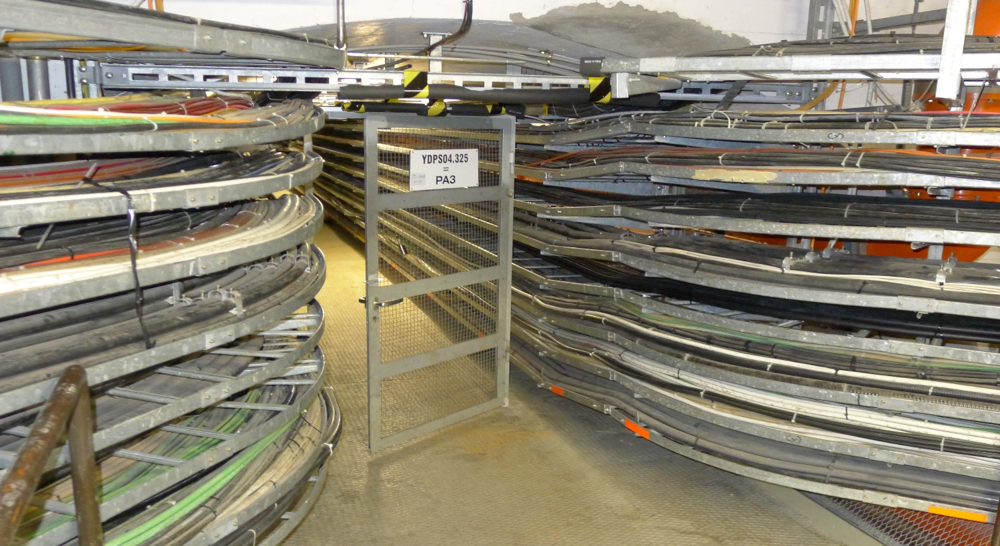 YDPS04.325
=
PA3